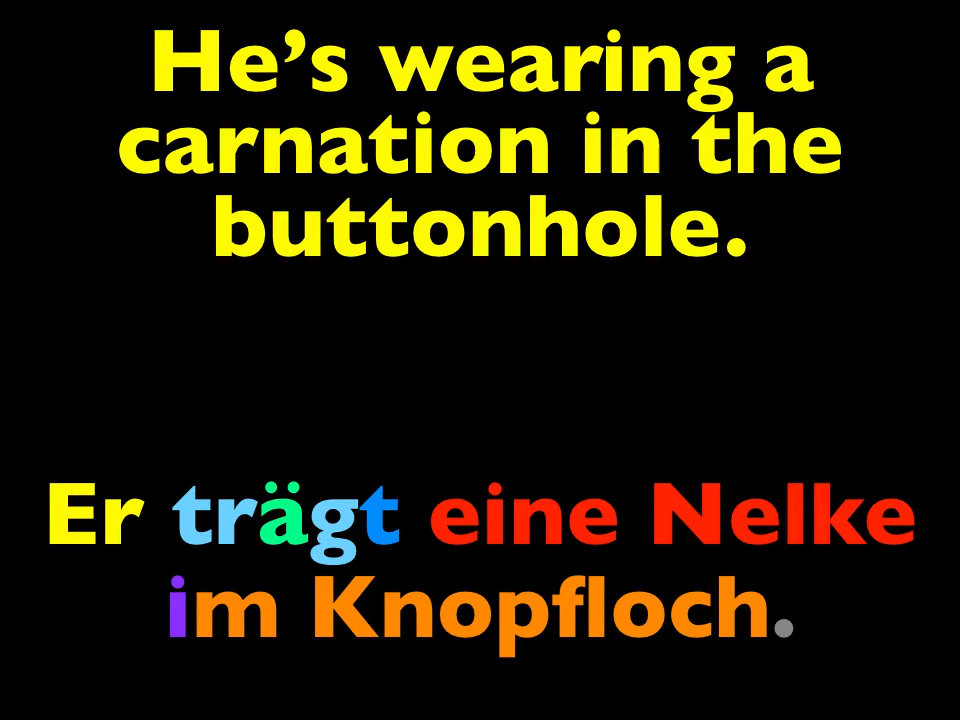 He’s wearing a
carnation in the
buttonhole.
Er trägt eine Nelke
im Knopfloch.